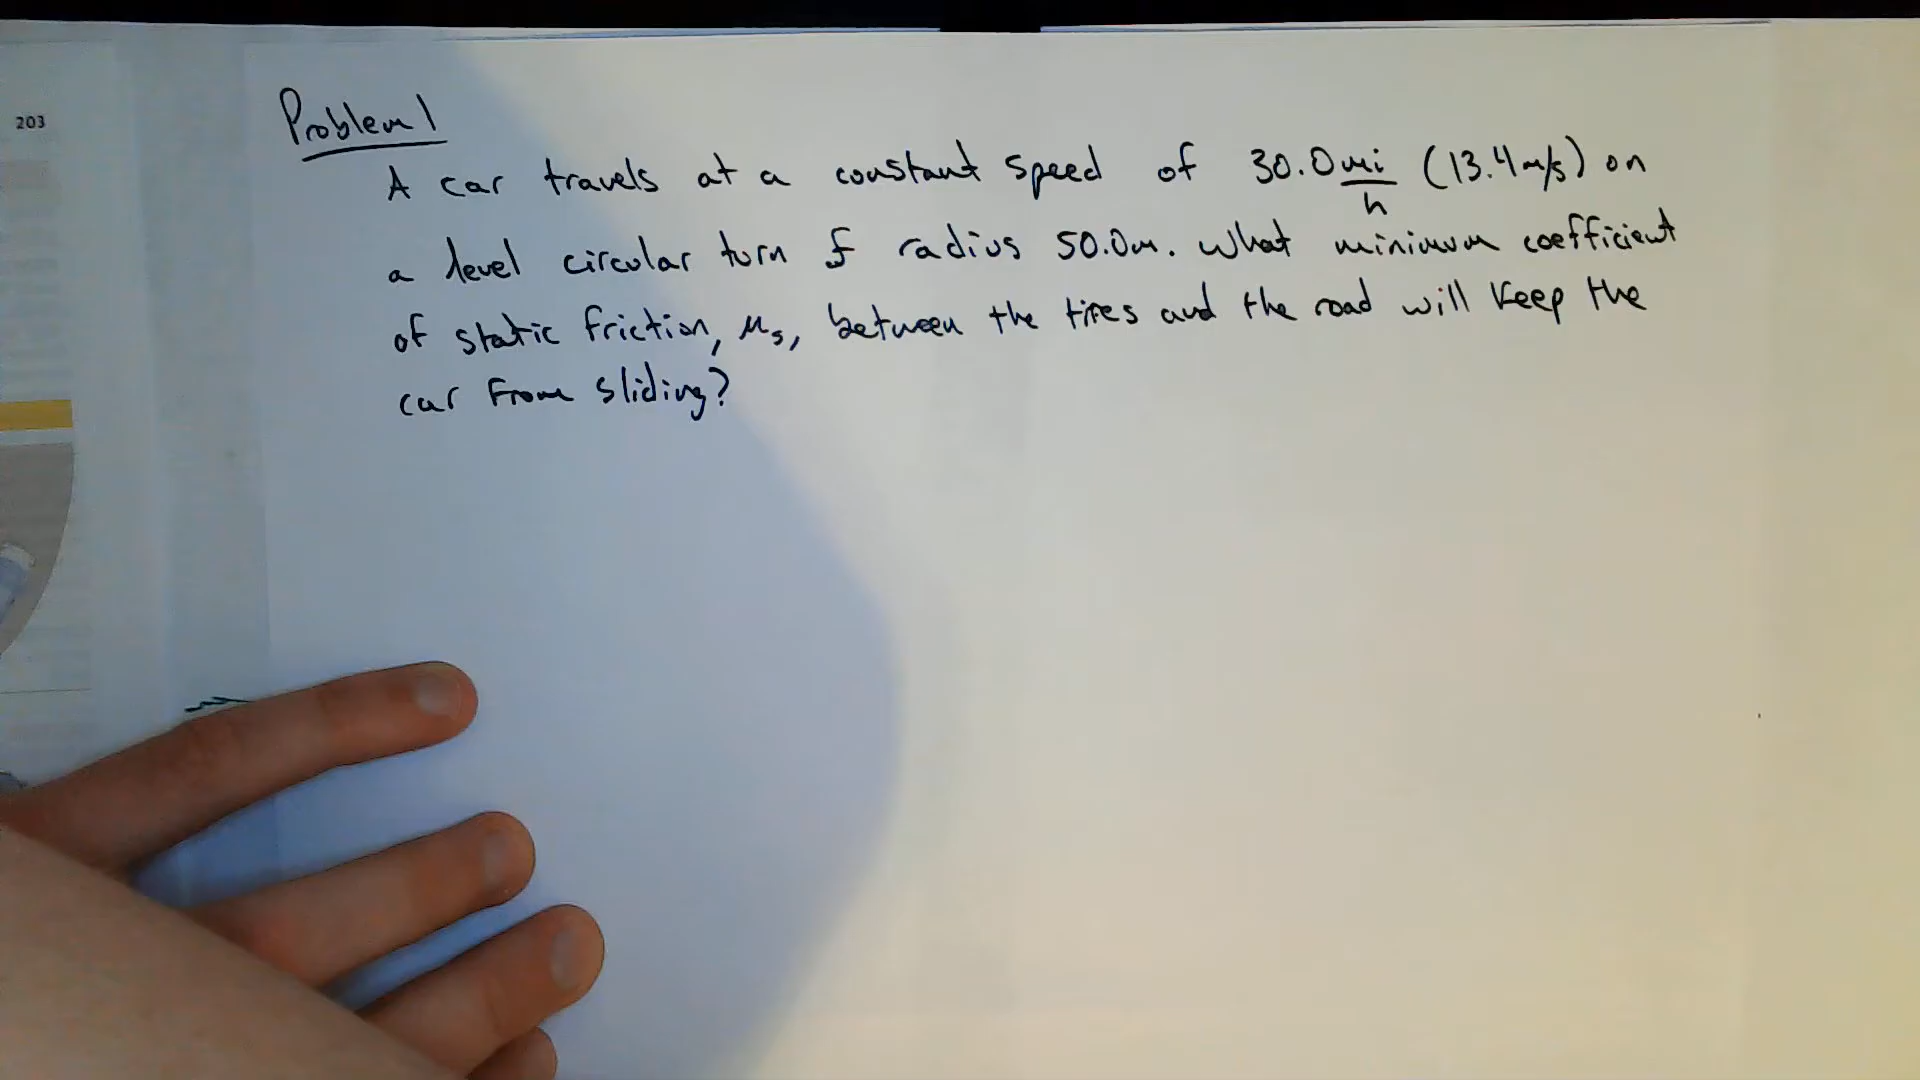 203
Problem 1
A car travels at a constant speed of 30.0 mi/h (13.4 m/s) on
a level circular turn of radius 50.0m. What minimum coefficient
of static friction, μs, between the tires and the road will keep the
car from sliding?